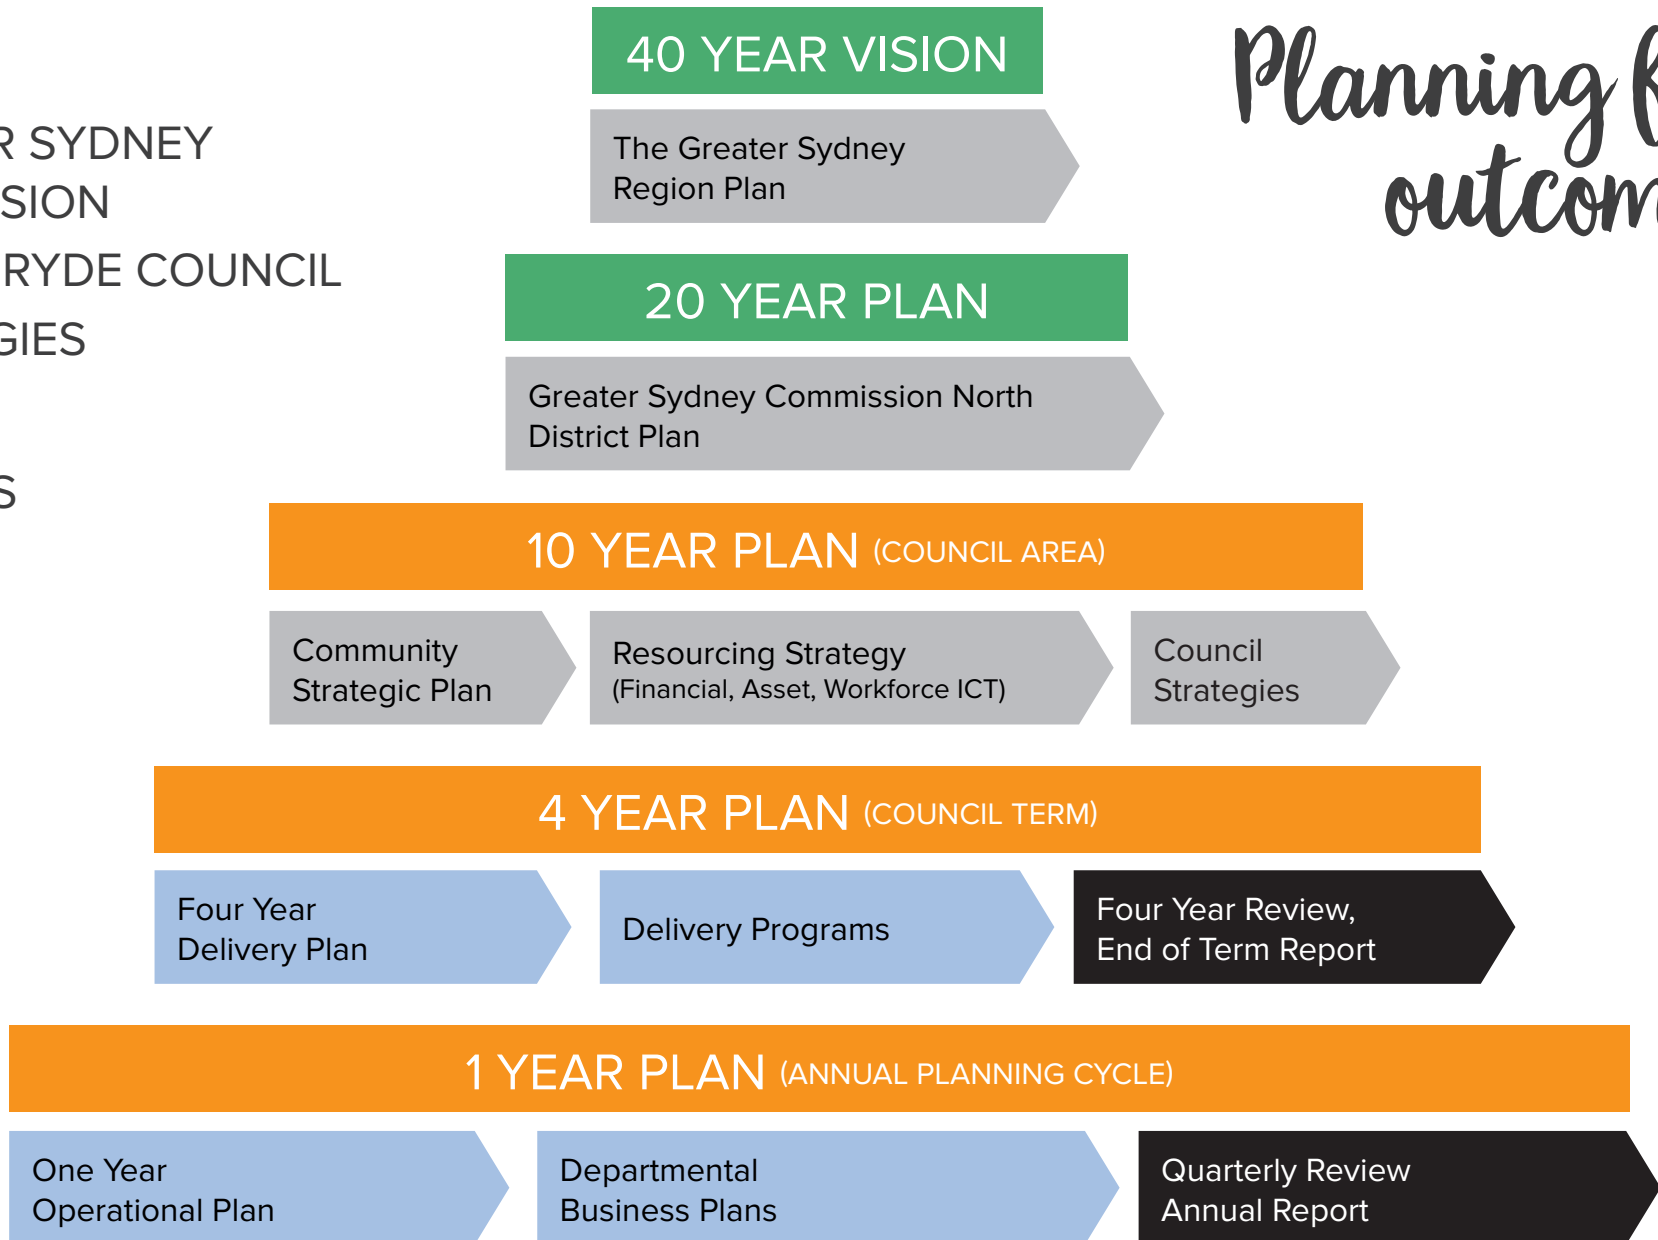 40 YEAR VISION
The Greater Sydney
Region Plan
Planning
R SYDNEY
SION
RYDE COUNCIL
GIES
S
20 YEAR PLAN
Greater Sydney Commission North
District Plan
10 YEAR PLAN (COUNCIL AREA)
Community
Strategic Plan
Resourcing Strategy
(Financial, Asset, Workforce ICT)
Council
Strategies
4 YEAR PLAN (COUNCIL TERM)
Four Year
Delivery Plan
Delivery Programs
Four Year Review,
End of Term Report
1 YEAR PLAN (ANNUAL PLANNING CYCLE)
One Year
Operational Plan
Departmental
Business Plans
Quarterly Review
Annual Report